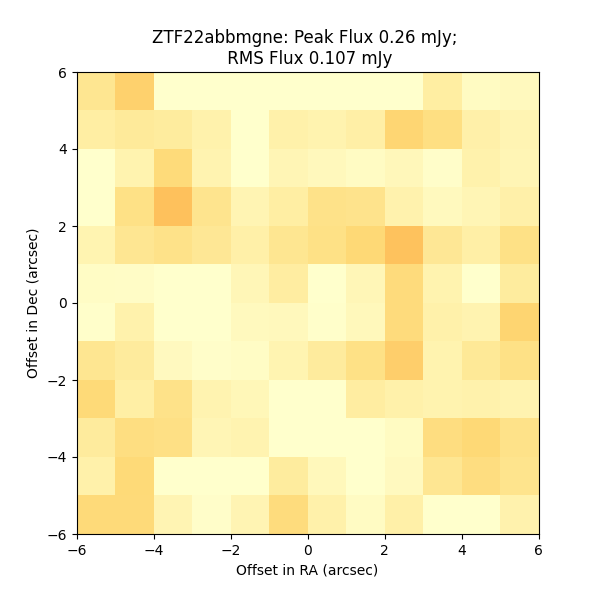 ZTF22abbmgne: Peak Flux 0.26 mJy;
RMS Flux 0.107 mJy
6
4
2
0
−2
−4
−6
Offset in Dec (arcsec)
−6 −4 −2 0 2 4 6
Offset in RA (arcsec)